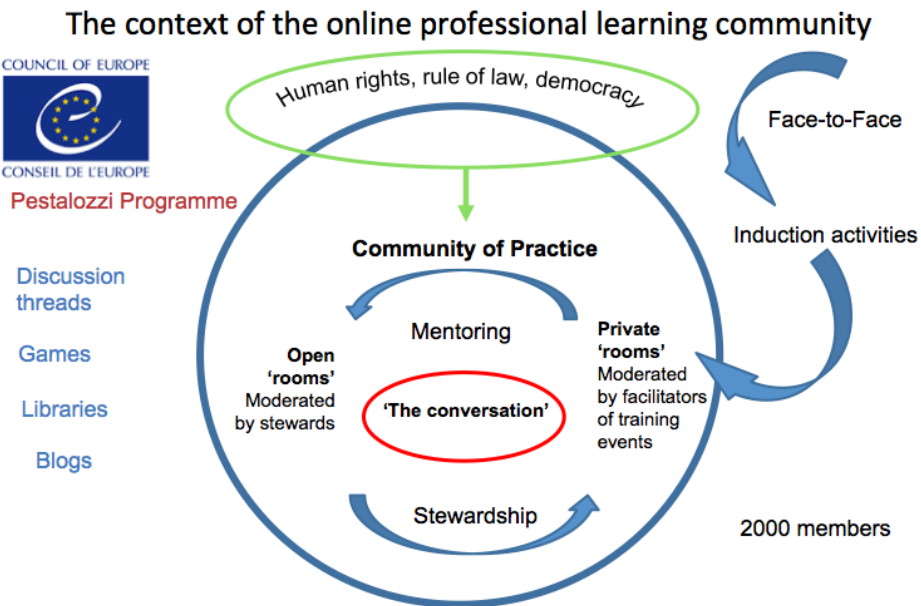 The context of the online professional learning community
COUNCIL OF EUROPE
CONSEIL DE L'EUROPE
Pestalozzi Programme
Discussion
threads
Games
Libraries
Blogs
Human rights, rule of law, democracy
Community of Practice
Mentoring
Open
'rooms'
Moderated
by stewards
'The conversation'
Private
'rooms'
Moderated
by facilitators
of training
events
Stewardship
Face-to-Face
Induction activities
2000 members